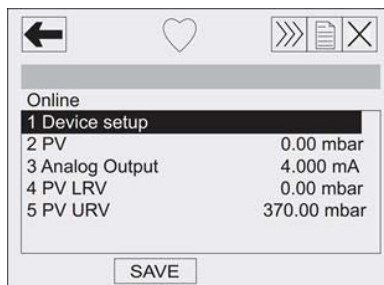 Online
1 Device setup
2 PV 0.00 mbar
3 Analog Output 4.000 mA
4 PV LRV 0.00 mbar
5 PV URV 370.00 mbar
SAVE